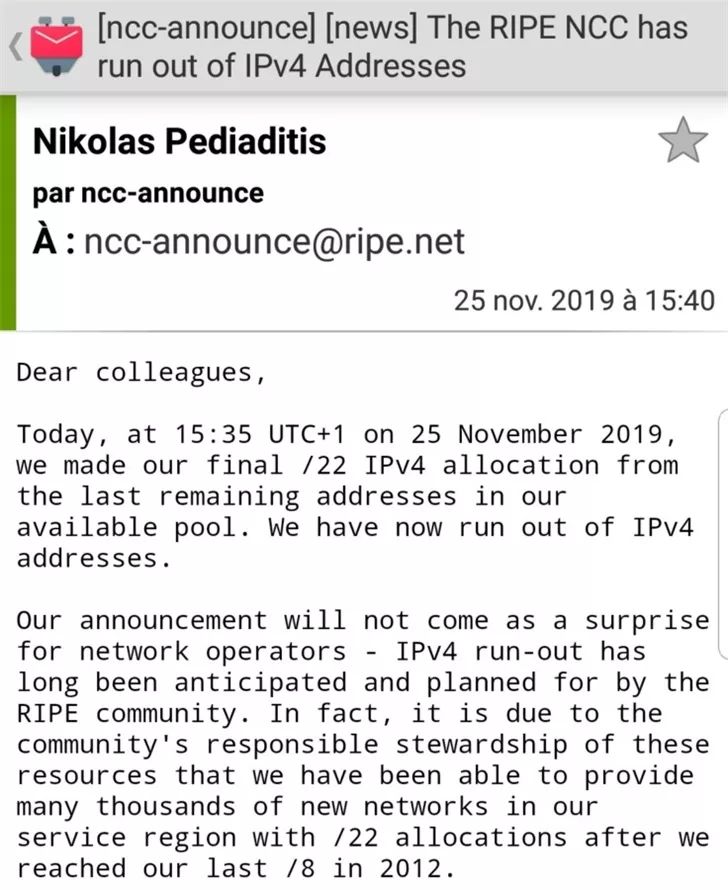 [ncc-announce] [news] The RIPE NCC has
run out of IPv4 Addresses
Nikolas Pediaditis
par ncc-announce
À : ncc-announce@ripe.net
25 nov. 2019 à 15:40
Dear colleagues,
Today, at 15:35 UTC+1 on 25 November 2019,
we made our final /22 IPv4 allocation from
the last remaining addresses in our
available pool. We have now run out of IPv4
addresses.
Our announcement will not come as a surprise
for network operators - IPv4 run-out has
long been anticipated and planned for by the
RIPE community. In fact, it is due to the
community's responsible stewardship of these
resources that we have been able to provide
many thousands of new networks in our
service region with /22 allocations after we
reached our last /8 in 2012.